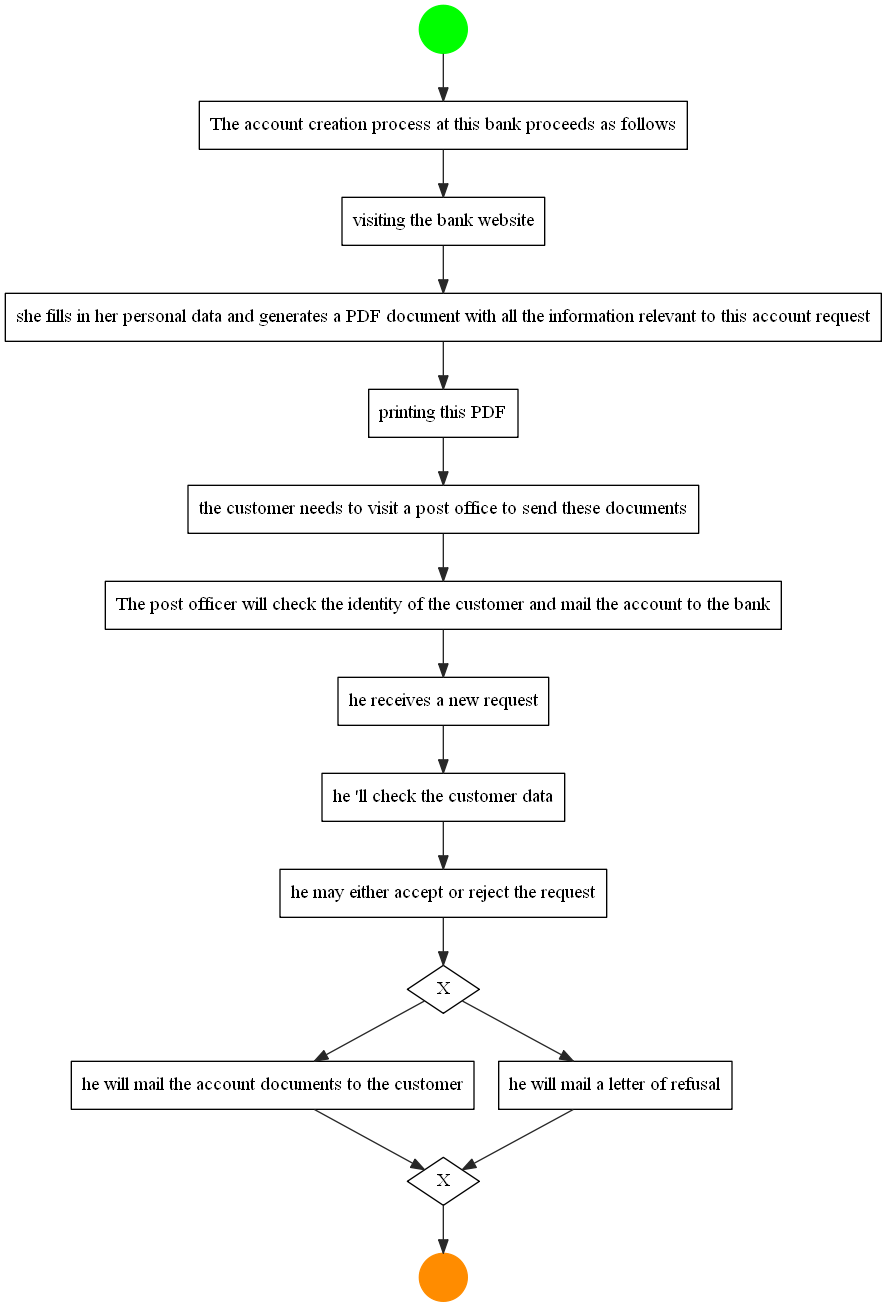 The account creation process at this bank proceeds as follows
visiting the bank website
she fills in her personal data and generates a PDF document with all the information relevant to this account request
printing this PDF
the customer needs to visit a post office to send these documents
The post officer will check the identity of the customer and mail the account to the bank
he receives a new request
he 'll check the customer data
he may either accept or reject the request
X
he will mail the account documents to the customer
he will mail a letter of refusal
X